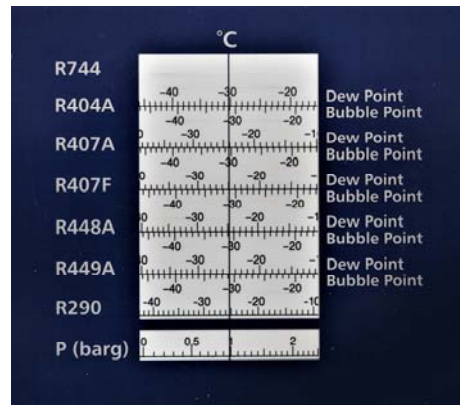 °C
R744
-40 -30 -20
R404A Dew Point
Bubble Point
-40 -30 -20
-30 -20
R407A Dew Point
Bubble Point
-40 -30 -20
-30 -20
R407F Dew Point
Bubble Point
-40 -30 -20
-30 -20
R448A Dew Point
Bubble Point
-40 -30 -20
-30 -20
R449A Dew Point
Bubble Point
-40 -30 -20 -10
R290
P (barg) 0 0,5 1 2